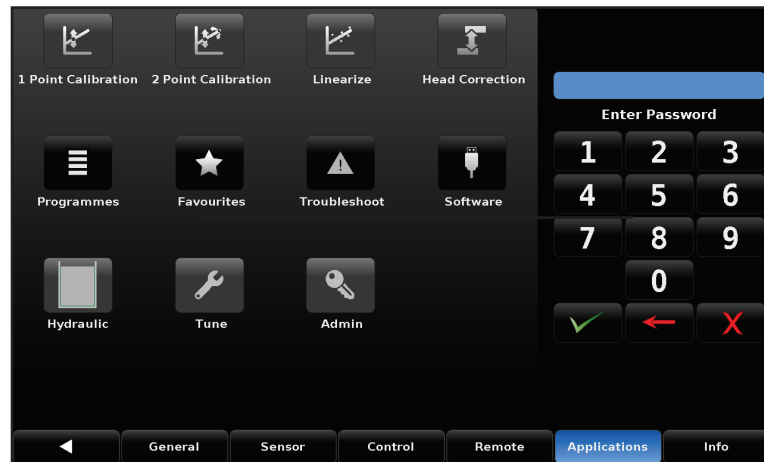 1 Point Calibration 2 Point Calibration Linearize Head Correction
Programmes Favourites Troubleshoot Software
Hydraulic Tune Admin
Enter Password
1 2 3
4 5 6
7 8 9
0
X
General Sensor Control Remote Applications Info